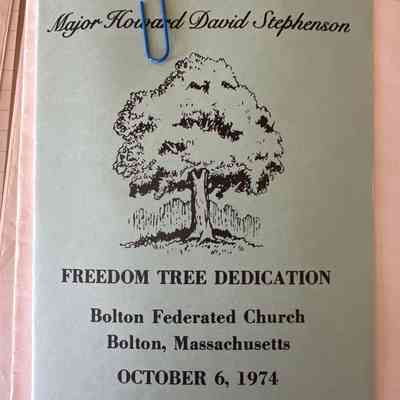 Major Howard David Stephenson
FREEDOM TREE DEDICATION
Bolton Federated Church
Bolton, Massachusetts
OCTOBER 6, 1974